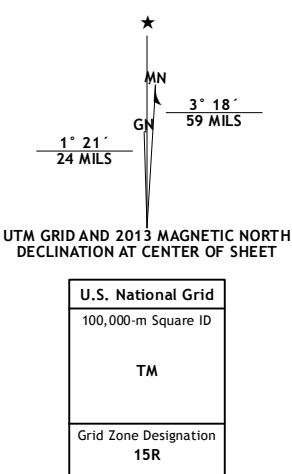 ★
MN
3° 18´
59 MILS
GN
1° 21´
24 MILS
UTM GRID AND 2013 MAGNETIC NORTH
DECLINATION AT CENTER OF SHEET
U.S. National Grid
100,000-m Square ID
TM
Grid Zone Designation
15R